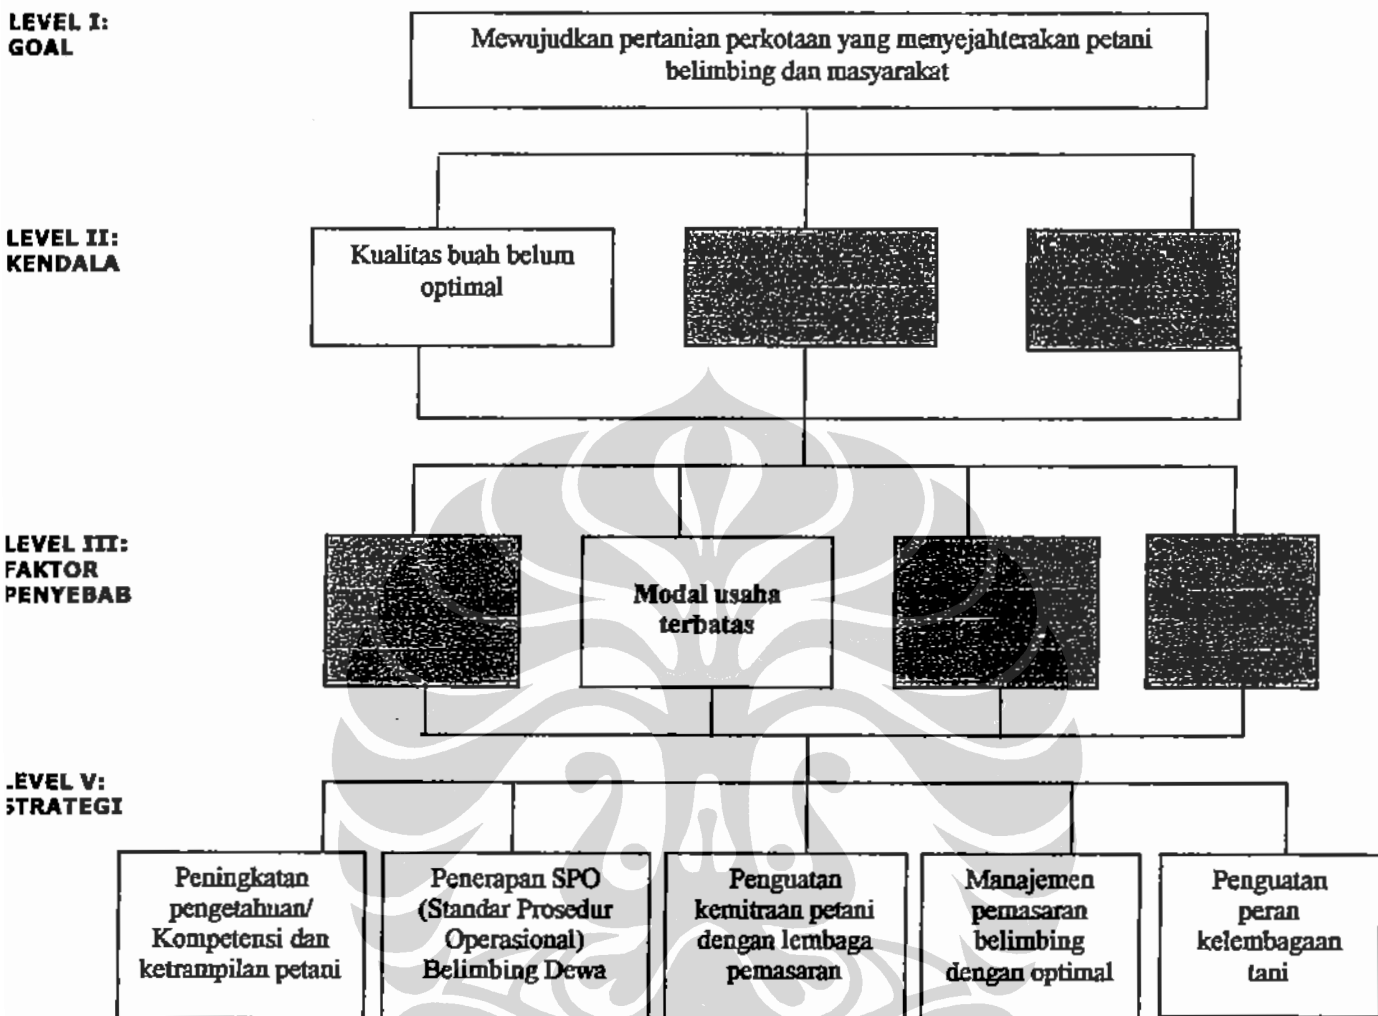 LEVEL I:
GOAL
Mewujudkan pertanian perkotaan yang menyejahterakan petani
belimbing dan masyarakat
LEVEL II:
KENDALA
Kualitas buah belum
optimal
LEVEL III:
FAKTOR
PENYEBAB
Modal usaha
terbatas
LEVEL V:
STRATEGI
Peningkatan
pengetahuan/
Kompetensi dan
ketrampilan petani
Penerapan SPO
(Standar Prosedur
Operasional)
Belimbing Dewa
Penguatan
kemitraan petani
dengan lembaga
pemasaran
Manajemen
pemasaran
belimbing
dengan optimal
Penguatan
peran
kelembagaan
tani